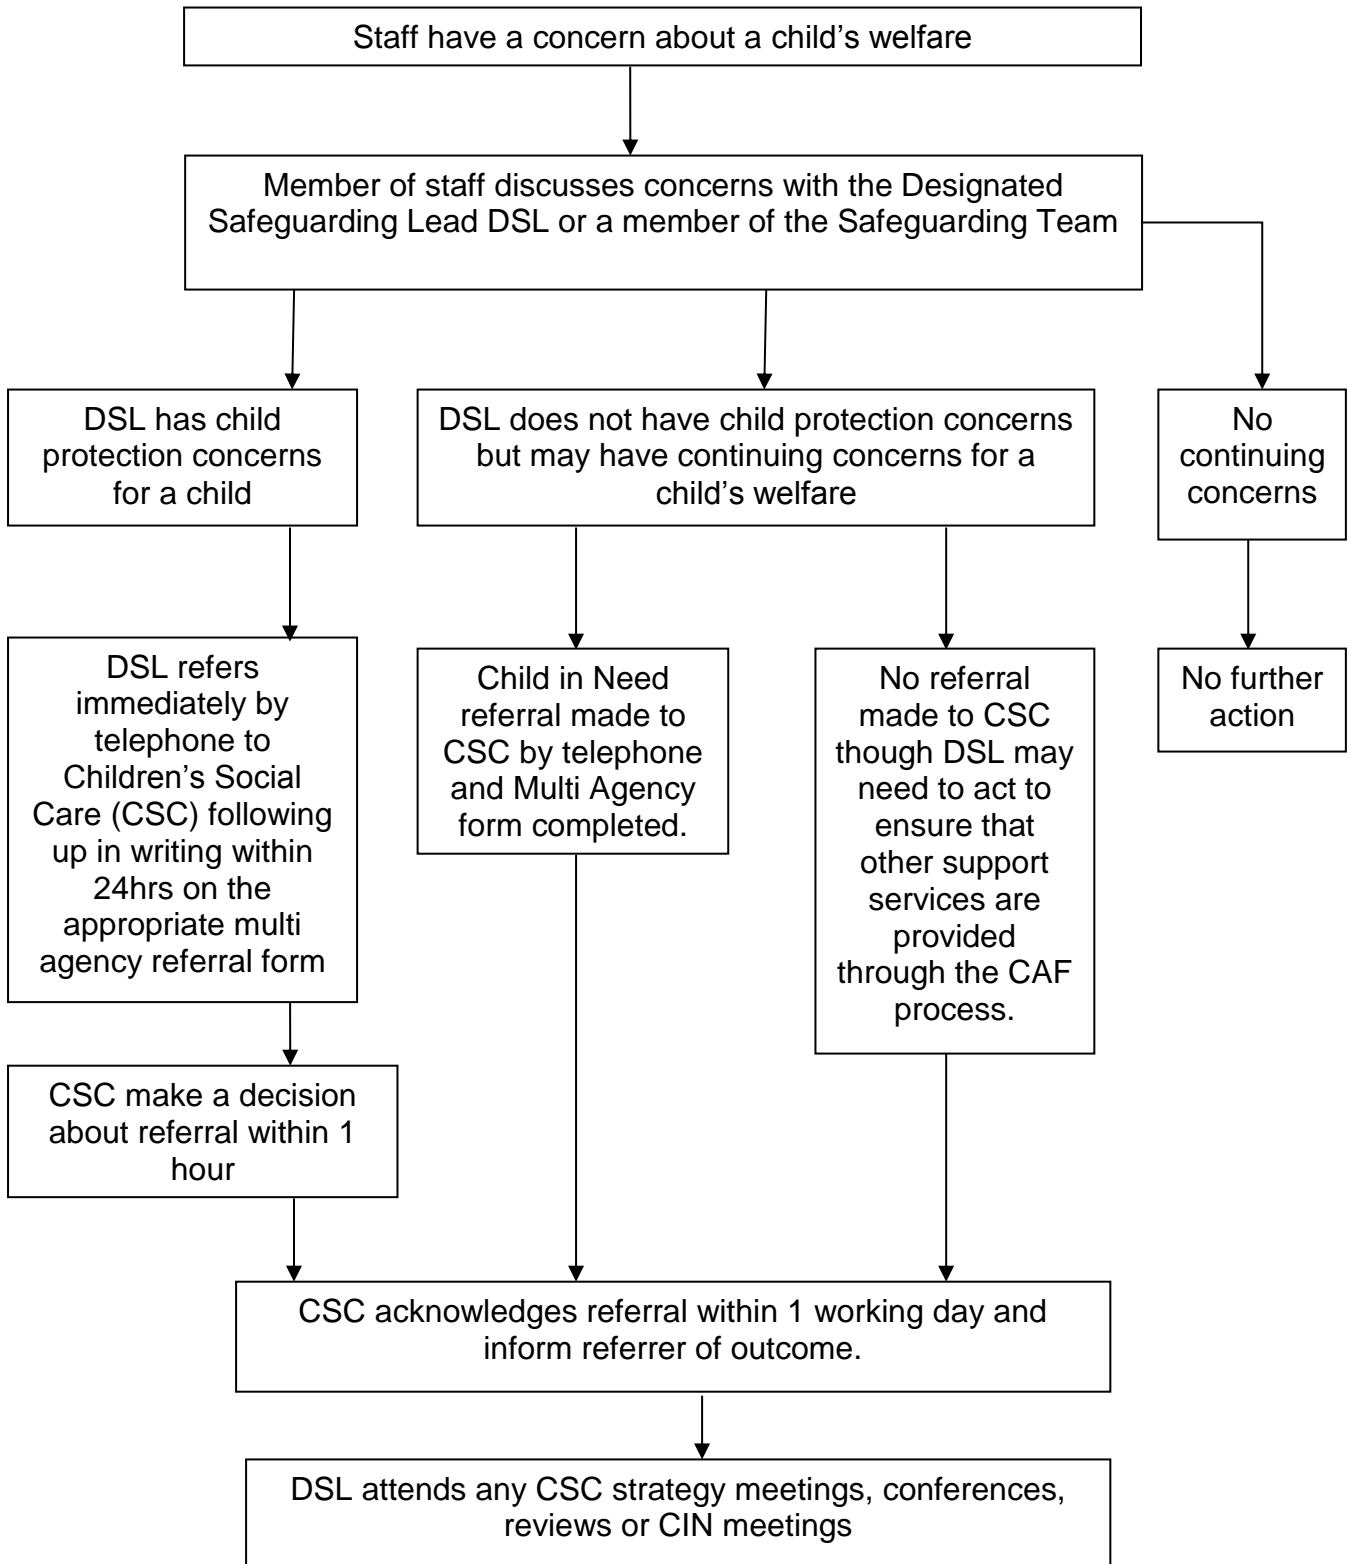 Staff have a concern about a child’s welfare
Member of staff discusses concerns with the Designated
Safeguarding Lead DSL or a member of the Safeguarding Team
DSL has child
protection concerns
for a child
DSL does not have child protection concerns
but may have continuing concerns for a
child’s welfare
No
continuing
concerns
DSL refers
immediately by
telephone to
Children’s Social
Care (CSC) following
up in writing within
24hrs on the
appropriate multi
agency referral form
Child in Need
referral made to
CSC by telephone
and Multi Agency
form completed.
No referral
made to CSC
though DSL may
need to act to
ensure that
other support
services are
provided
through the CAF
process.
No further
action
CSC make a decision
about referral within 1
hour
CSC acknowledges referral within 1 working day and
inform referrer of outcome.
DSL attends any CSC strategy meetings, conferences,
reviews or CIN meetings